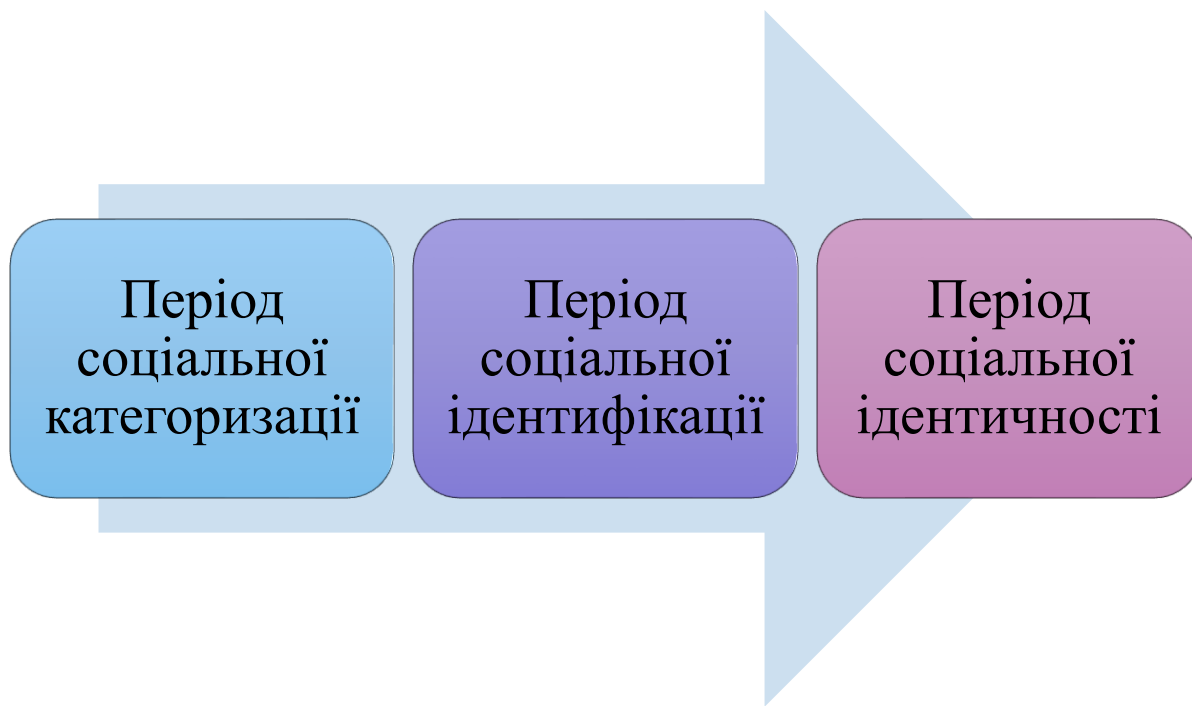 Період
соціальної
категоризації
Період
соціальної
ідентифікації
Період
соціальної
ідентичності